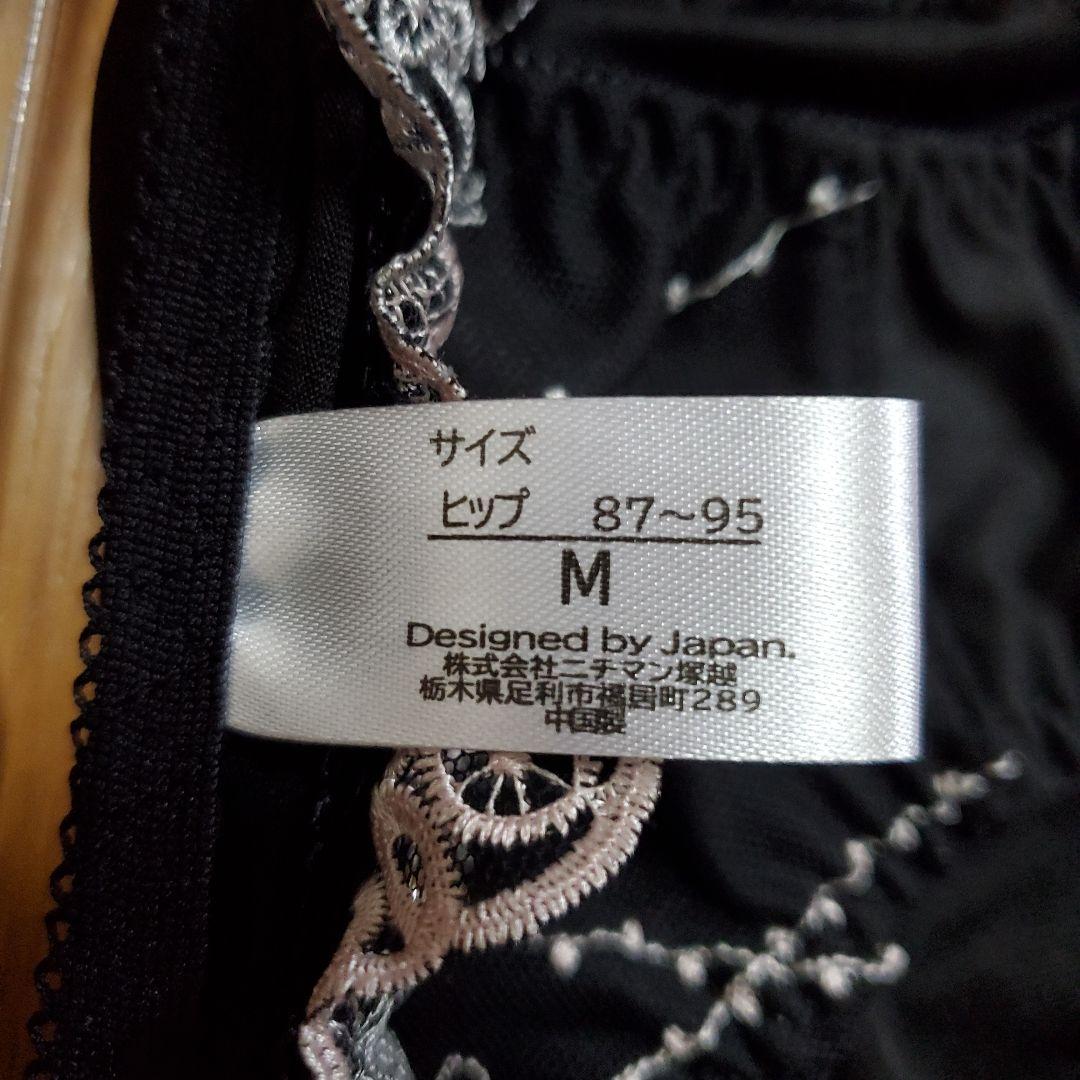 サイズ
ヒップ 87～95
M
Designed by Japan.
株式会社ニチマン塚越
栃木県足利市福居町289
中国製